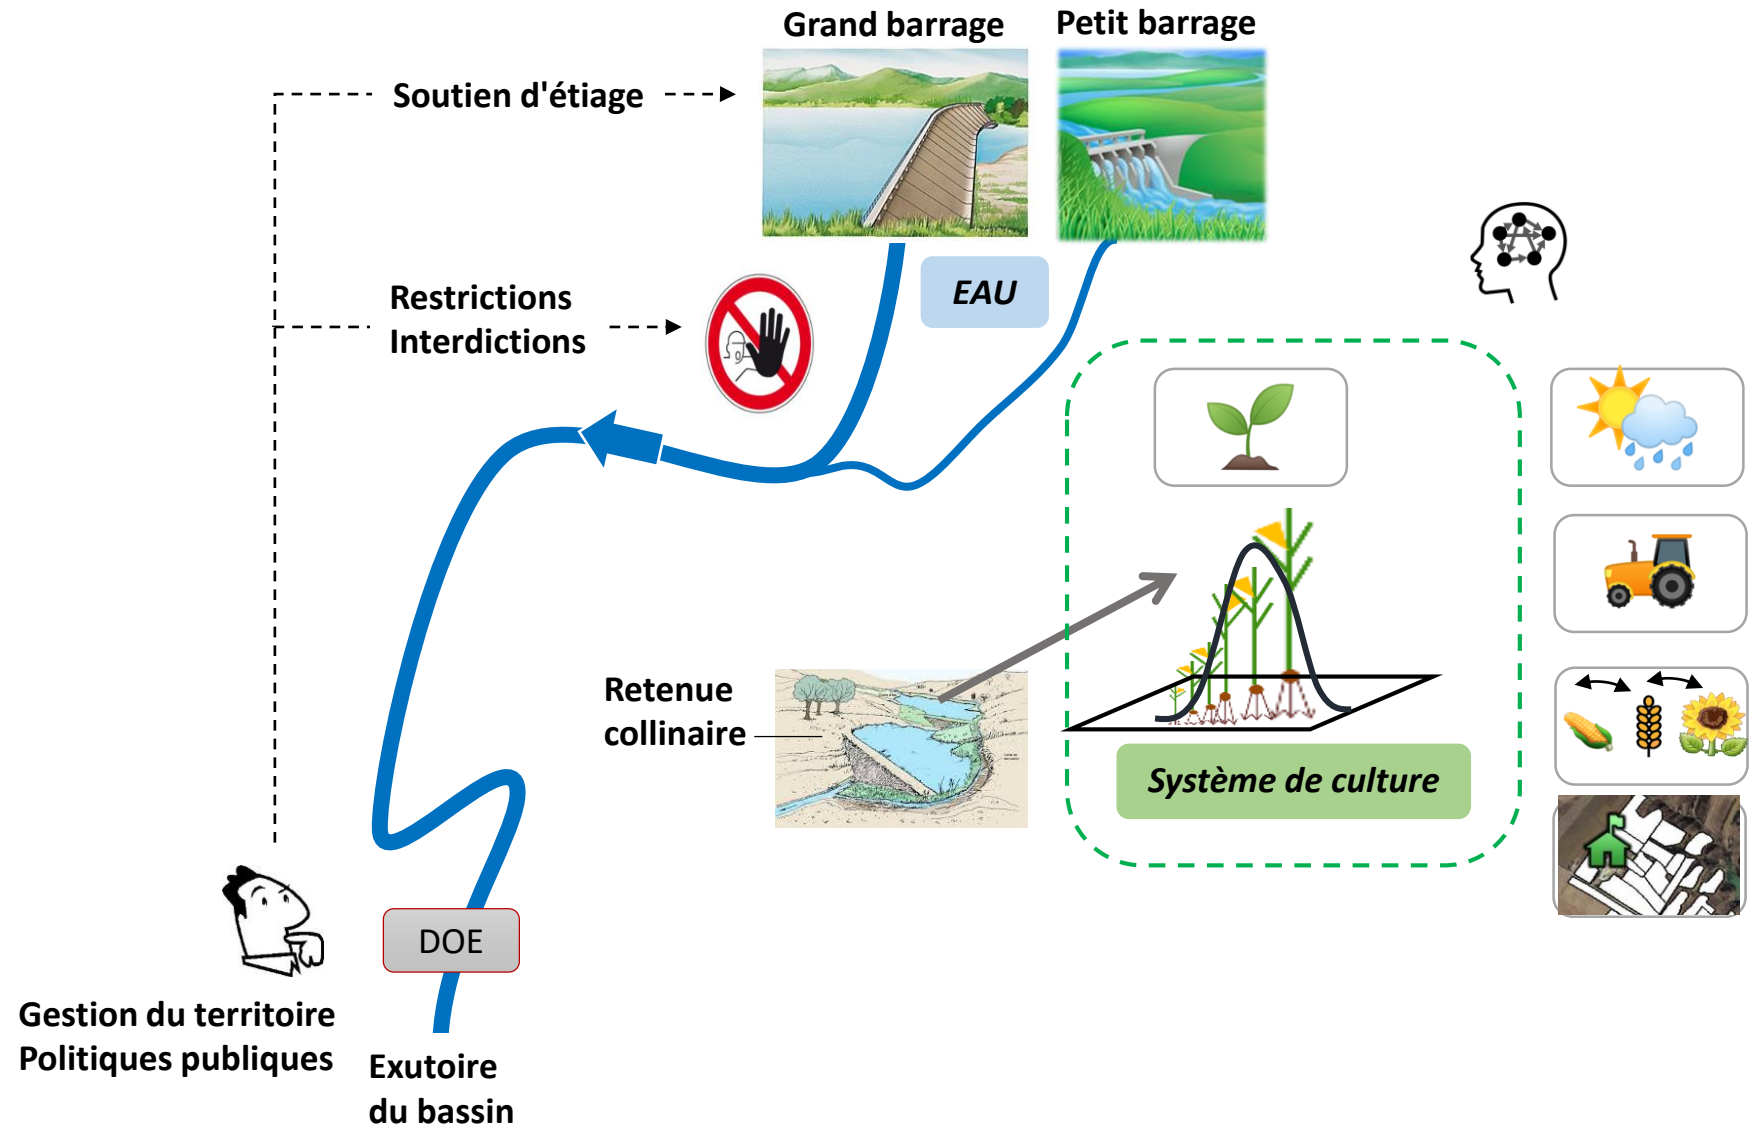 Grand barrage
Petit barrage
Soutien d'étiage
EAU
Restrictions
Interdictions
Retenue
collinaire
Système de culture
DOE
Gestion du territoire
Politiques publiques
Exutoire
du bassin